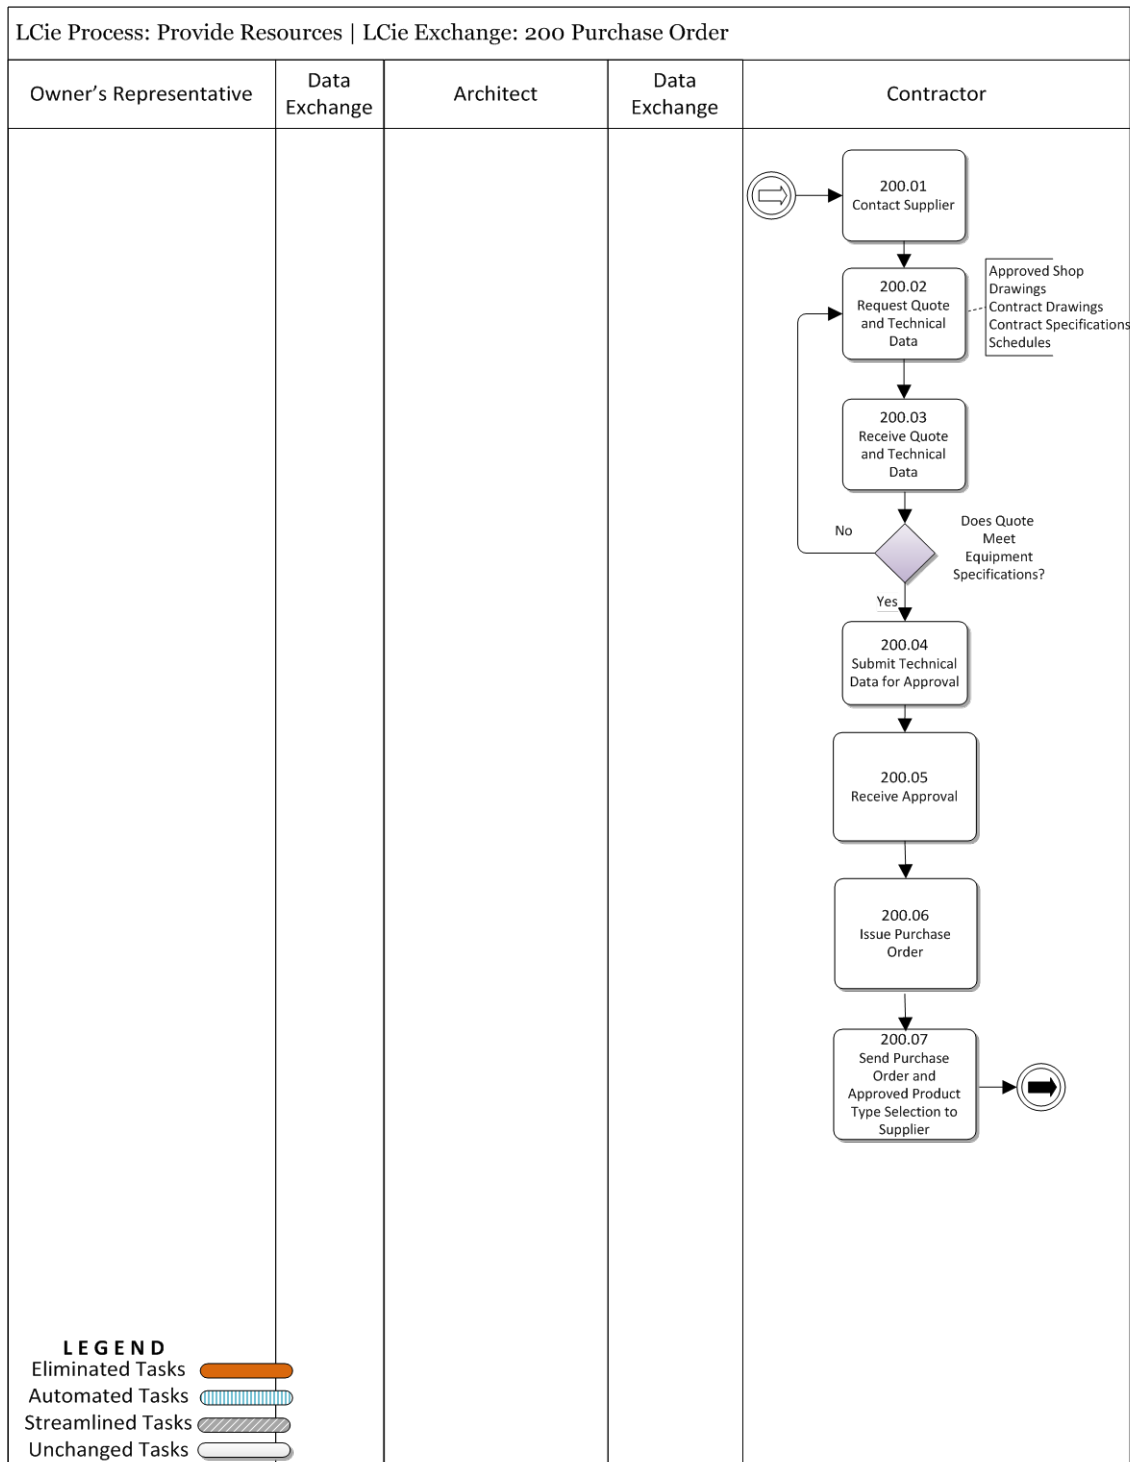 LCie Process: Provide Resources | LCie Exchange: 200 Purchase Order
Owner's Representative
Data
Exchange
Architect
Data
Exchange
Contractor
200.01
Contact Supplier
200.02
Request Quote
and Technical
Data
Approved Shop
Drawings
Contract Drawings
Contract Specifications
Schedules
200.03
Receive Quote
and Technical
Data
No
Does Quote
Meet
Equipment
Specifications?
Yes
200.04
Submit Technical
Data for Approval
200.05
Receive Approval
200.06
Issue Purchase
Order
200.07
Send Purchase
Order and
Approved Product
Type Selection to
Supplier
LEGEND
Eliminated Tasks
Automated Tasks
Streamlined Tasks
Unchanged Tasks